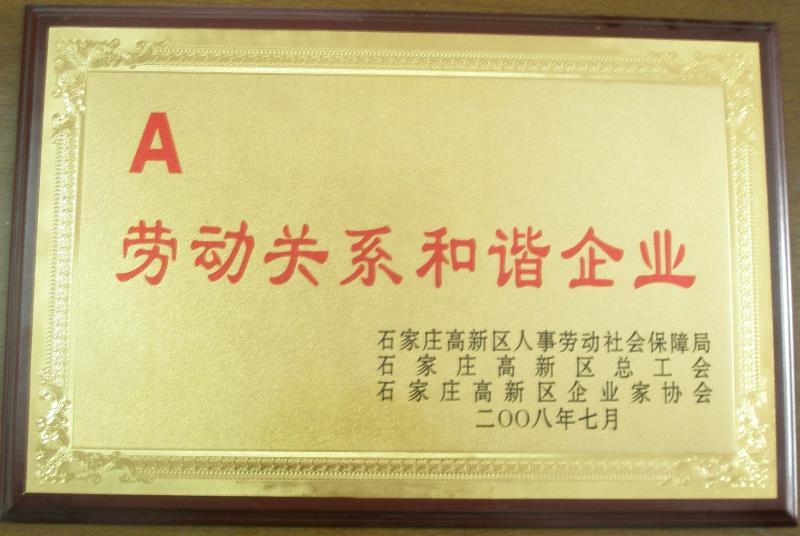 A
劳动关系和谐企业
石家庄高新区人事劳动社会保障局
石家庄高新区总工会
石家庄高新区企业家协会
二OO八年七月